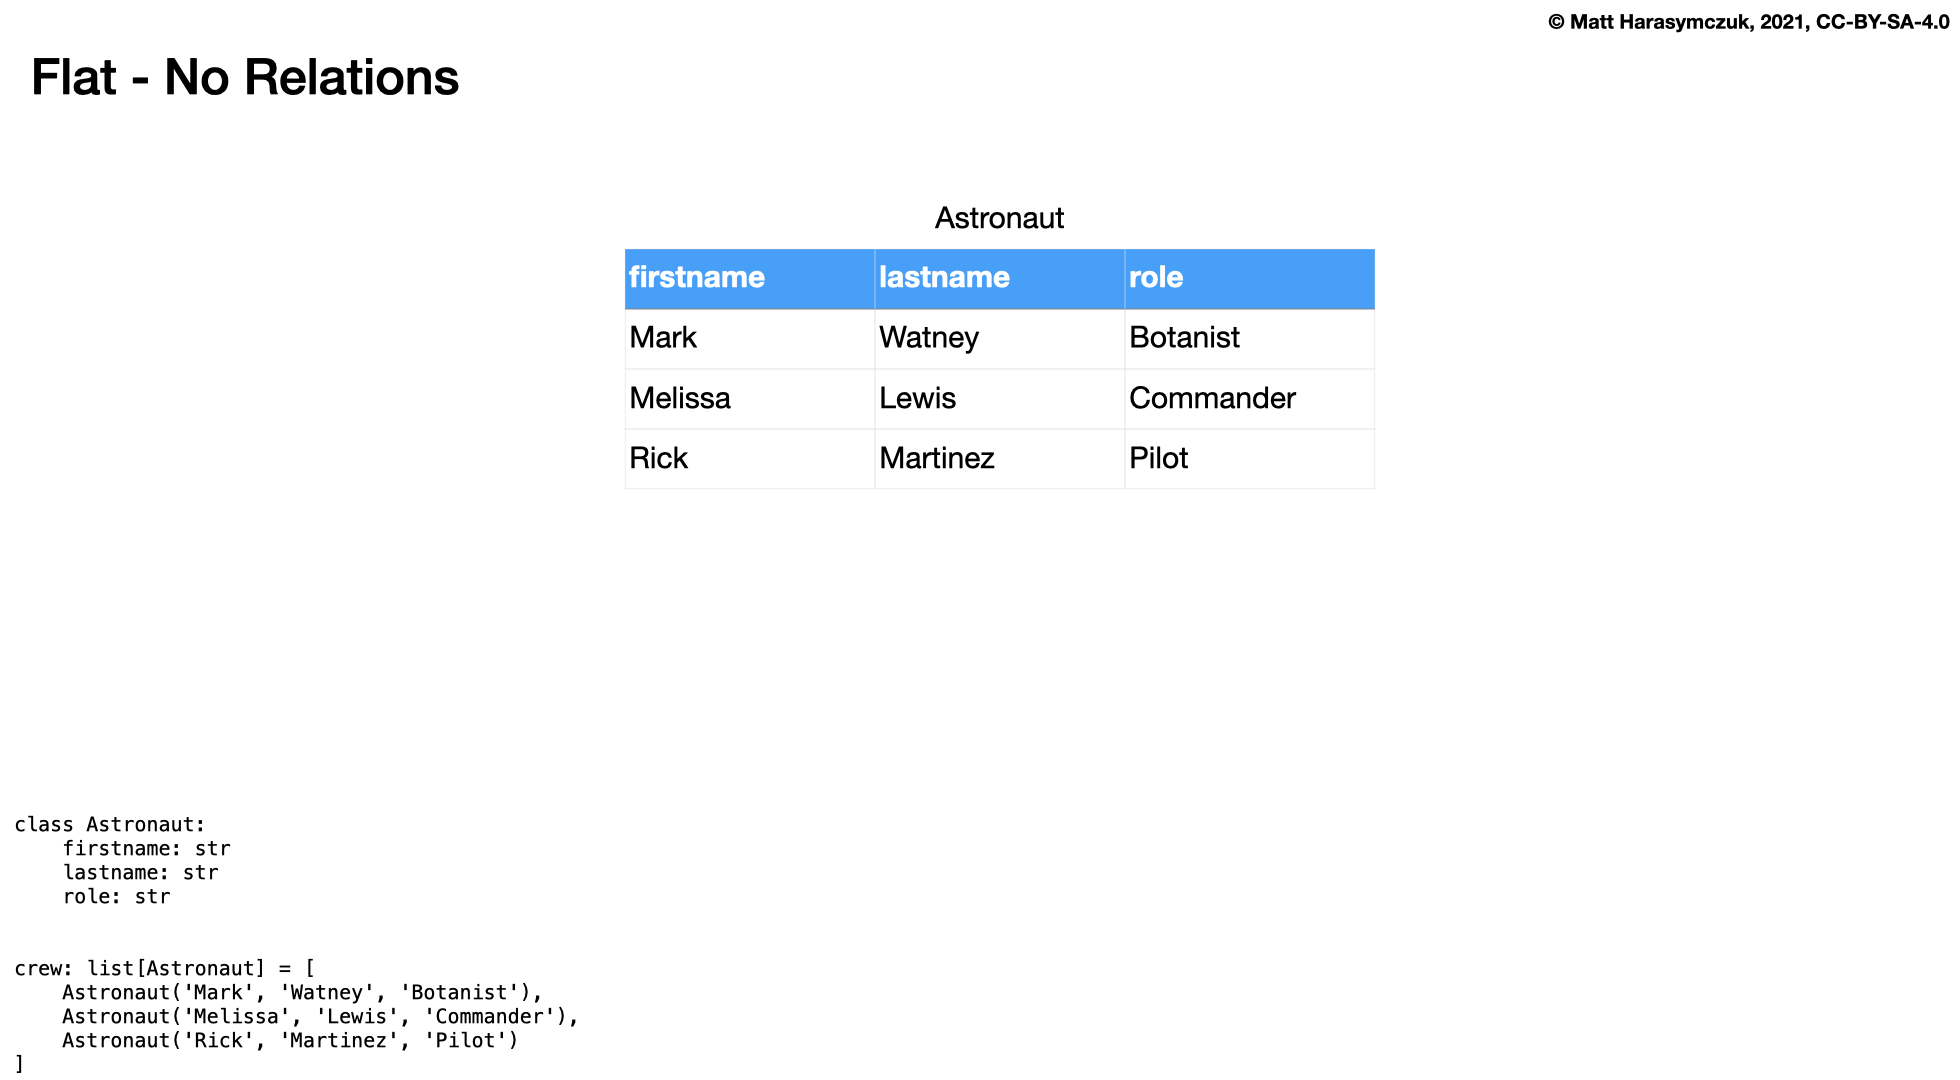 © Matt Harasymczuk, 2021, CC-BY-SA-4.0
Flat - No Relations
Astronaut
firstname lastname role
Mark Watney Botanist
Melissa Lewis Commander
Rick Martinez Pilot
class Astronaut:
    firstname: str
    lastname: str
    role: str
crew: list[Astronaut] = [
    Astronaut('Mark', 'Watney', 'Botanist'),
    Astronaut('Melissa', 'Lewis', 'Commander'),
    Astronaut('Rick', 'Martinez', 'Pilot')
]